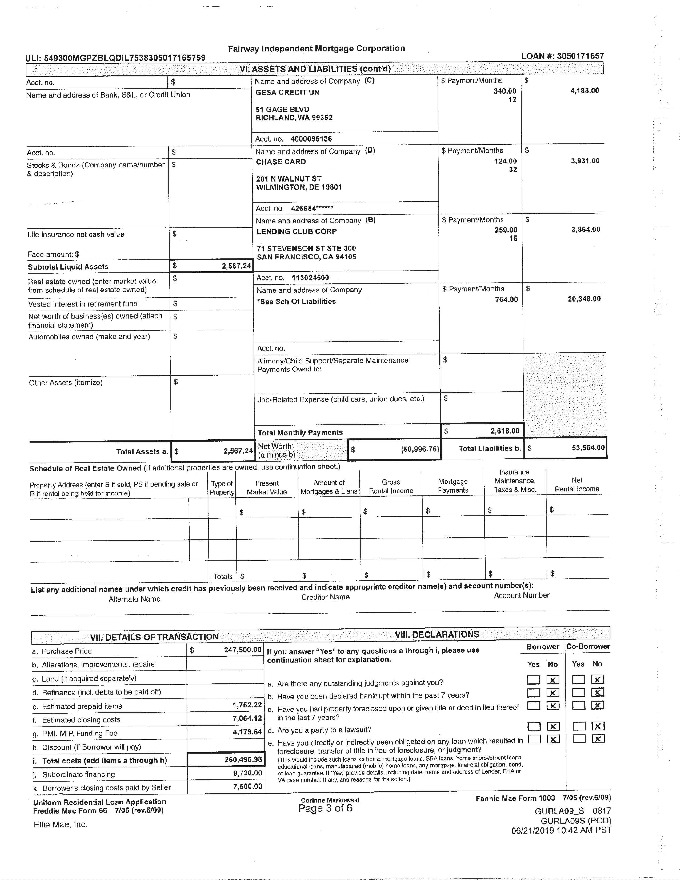 Fairway Independent Mortgage Corporation
ULI: 549300MGPZBLQDIL7538305017165759 LOAN #: 3050171657
VI. ASSETS AND LIABILITIES (cont'd)
Acct. no. $ Name and address of Company (C) $ Payment/Months $
Name and address of Bank, S&L, or Credit Union GESA CREDIT UN 340.00 4,183.00
12
51 GAGE BLVD
RICHLAND, WA 99352
Acct. no.
Acct. no. $ Name and address of Company (D) $ Payment/Months $
Stocks & Bonds (Company name/number $ CHASE CARD 124.00 3,931.00
& description) 32
201 N WALNUT ST
WILMINGTON, DE 19801
Acct. no. 426684******
Name and address of Company (B) $ Payment/Months $
Life insurance net cash value $ LENDING CLUB CORP 259.00 3,864.00
16
71 STEVENSON ST STE 300
Face amount: $ SAN FRANCISCO, CA 94105
Subtotal Liquid Assets $ 2,567.24
Real estate owned (enter market value $ Acct. no. 113024600
from schedule of real estate owned) Name and address of Company $ Payment/Months $
Vested interest in retirement fund $ *See Sch Of Liabilities 764.00 20,348.00
Net worth of business(es) owned (attach $
financial statement)
Automobiles owned (make and year) $
Acct. no.
Alimony/Child Support/Separate Maintenance $
Payments Owed to:
Other Assets (itemize) $
Job-Related Expense (child care, union dues, etc.) $
Total Monthly Payments $ 2,618.00
Total Assets a. $ 2,567.24 Net Worth (a minus b) $ (50,996.76) Total Liabilities b. $ 53,564.00
Schedule of Real Estate Owned (if additional properties are owned, use continuation sheet.)
Property Address (enter S if sold, PS if pending sale or R if rental being held for income) Type of Property Present Market Value Amount of Mortgages & Liens Gross Rental Income Mortgage Payments Insurance, Maintenance, Taxes & Misc. Net Rental Income
$ $ $ $ $ $
Totals $ $ $ $ $ $
List any additional names under which credit has previously been received and indicate appropriate creditor name(s) and account number(s):
Alternate Name Creditor Name Account Number
VII. DETAILS OF TRANSACTION VIII. DECLARATIONS
a. Purchase Price $ 247,500.00
b. Alterations, improvements, repairs
c. Land (if acquired separately)
d. Refinance (incl. debts to be paid off)
e. Estimated prepaid items 1,762.22
f. Estimated closing costs 7,064.12
g. PMI, MIP, Funding Fee 4,179.64
h. Discount (if Borrower will pay)
i. Total costs (add items a through h) 260,496.98
j. Subordinate financing 9,720.00
k. Borrower's closing costs paid by Seller 7,500.00
If you answer "Yes" to any questions a through i, please use Borrower Co-Borrower
continuation sheet for explanation. Yes No Yes No
a. Are there any outstanding judgments against you? X X
b. Have you been declared bankrupt within the past 7 years? X X
c. Have you had property foreclosed upon or given title or deed in lieu thereof X X
in the last 7 years?
d. Are you a party to a lawsuit? X X
e. Have you directly or indirectly been obligated on any loan which resulted in X X
foreclosure, transfer of title in lieu of foreclosure, or judgment?
(This would include such loans as home mortgage loans, SBA loans, home improvement loans,
educational loans, manufactured (mobile) home loans, any mortgage, financial obligation, bond,
or loan guarantee. If "Yes," provide details, including date, name, and address of Lender, FHA or
VA case number, if any, and reasons for the action.)
Uniform Residential Loan Application Fannie Mae Form 1003 7/05 (rev.6/09)
Freddie Mac Form 65 7/05 (rev.6/09) Page 3 of 6 GURLA09_S 0817
Ellie Mae, Inc. GURLA09S (POD)
06/21/2019 10:42 AM PST